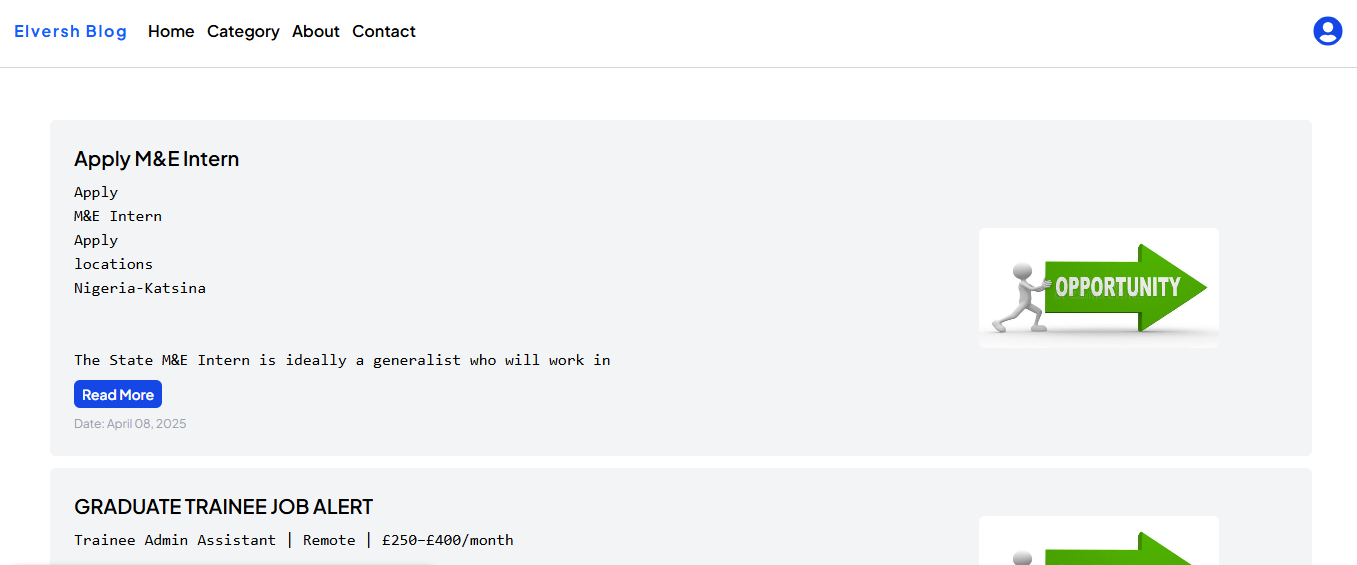 Elversh Blog Home Category About Contact
Apply M&E Intern
Apply
M&E Intern
Apply
locations
Nigeria-Katsina
OPPORTUNITY
The State M&E Intern is ideally a generalist who will work in
Read More
Date: April 08, 2025
GRADUATE TRAINEE JOB ALERT
Trainee Admin Assistant | Remote | £250–£400/month